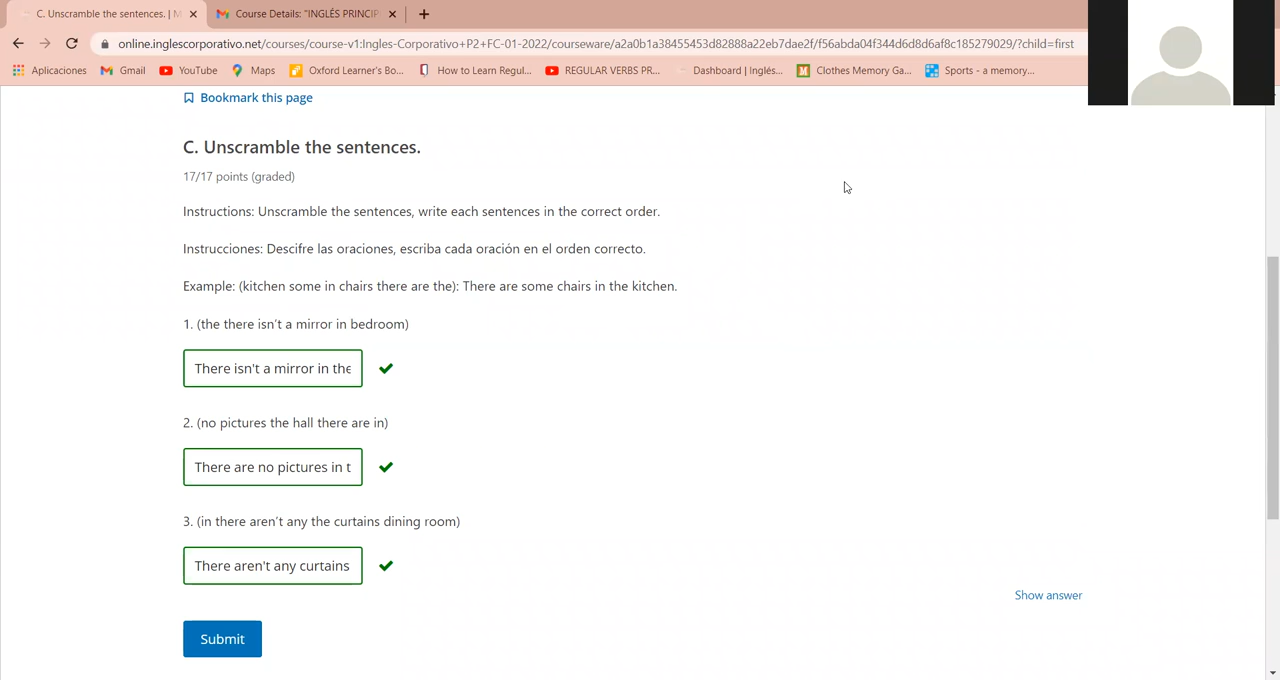 C. Unscramble the sentences. | M
Course Details: "INGLÉS PRINCIP
online.inglescorporativo.net/courses/course-v1:Ingles-Corporativo+P2+FC-01-2022/courseware/a2a0b1a38455453d82888a22eb7dae2f/f56abda04f344d6d8d6af8c185279029/?child=first
Aplicaciones
Gmail
YouTube
Maps
Oxford Learner's Bo...
How to Learn Regul...
REGULAR VERBS PR...
Dashboard | Inglés...
Clothes Memory Ga...
Sports - a memory...
Bookmark this page
C. Unscramble the sentences.
17/17 points (graded)
Instructions: Unscramble the sentences, write each sentences in the correct order.
Instrucciones: Descifre las oraciones, escriba cada oración en el orden correcto.
Example: (kitchen some in chairs there are the): There are some chairs in the kitchen.
1. (the there isn't a mirror in bedroom)
There isn't a mirror in the
2. (no pictures the hall there are in)
There are no pictures in t
3. (in there aren't any the curtains dining room)
There aren't any curtains
Show answer
Submit